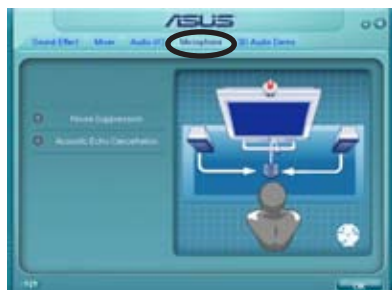 ASUS
Sound Effect Mixer Audio I/O Microphone 3D Audio Demo
Noise Suppression
Acoustic Echo Cancellation
OK